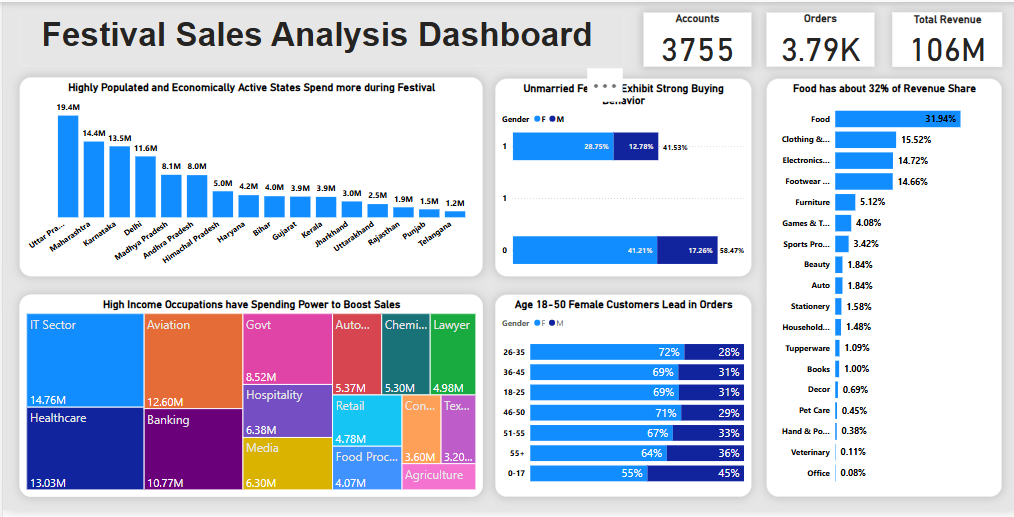 Festival Sales Analysis Dashboard
Accounts
3755
Orders
3.79K
Total Revenue
106M
Highly Populated and Economically Active States Spend more during Festival
19.4M
14.4M
13.5M
11.6M
8.1M
8.0M
5.0M
4.2M
4.0M
3.9M
3.9M
3.0M
2.5M
1.9M
1.5M
1.2M
Uttar Pra...
Maharashtra
Karnataka
Delhi
Madhya Pradesh
Andhra Pradesh
Himachal Pradesh
Haryana
Bihar
Gujarat
Kerala
Jharkhand
Uttarakhand
Rajasthan
Punjab
Telangana
Unmarried Fe ... Exhibit Strong Buying
Behavior
Gender F M
1 28.75% 12.78% 41.53%
1
0 41.21% 17.26% 58.47%
Food has about 32% of Revenue Share
Food 31.94%
Clothing &... 15.52%
Electronics... 14.72%
Footwear ... 14.66%
Furniture 5.12%
Games & T... 4.08%
Sports Pro... 3.42%
Beauty 1.84%
Auto 1.84%
Stationery 1.58%
Household... 1.48%
Tupperware 1.09%
Books 1.00%
Decor 0.69%
Pet Care 0.45%
Hand & Po... 0.38%
Veterinary 0.11%
Office 0.08%
High Income Occupations have Spending Power to Boost Sales
IT Sector
14.76M
Healthcare
13.03M
Aviation
12.60M
Banking
10.77M
Govt
8.52M
Hospitality
6.38M
Media
6.30M
Auto...
5.37M
Chemi...
5.30M
Lawyer
4.98M
Retail
4.78M
Food Proc...
4.07M
Con...
3.60M
Tex...
3.20...
Agriculture
Age 18-50 Female Customers Lead in Orders
Gender F M
26-35 72% 28%
36-45 69% 31%
18-25 69% 31%
46-50 71% 29%
51-55 67% 33%
55+ 64% 36%
0-17 55% 45%